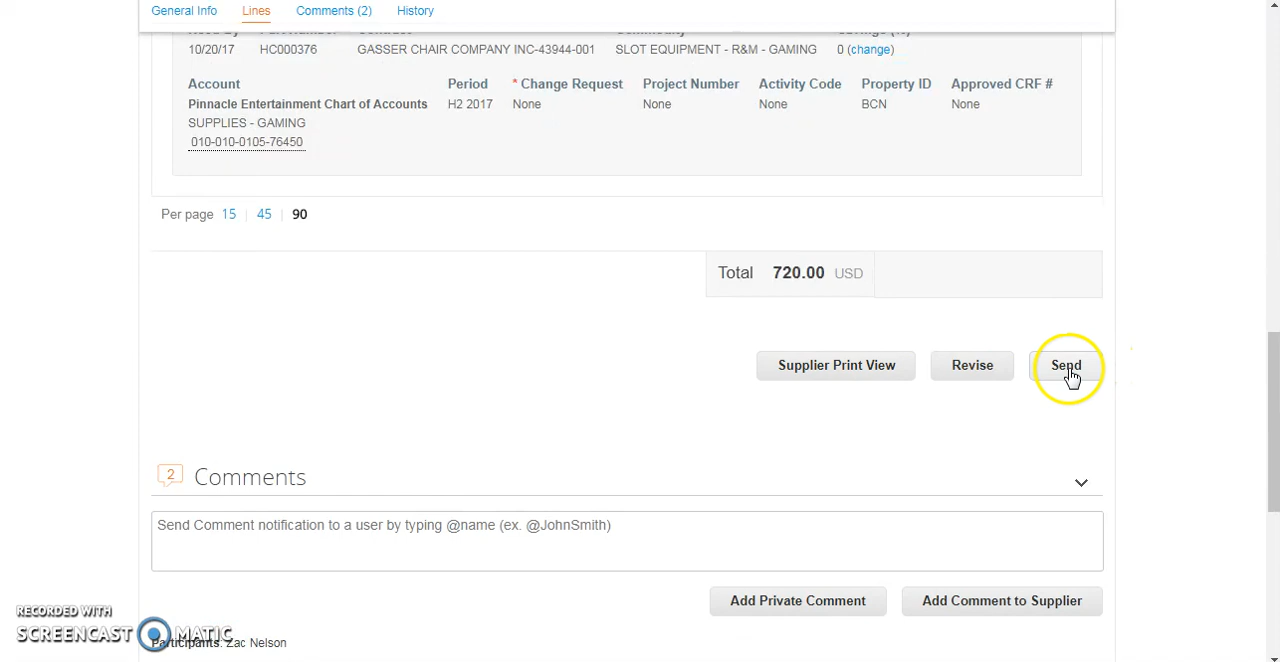 General Info Lines Comments (2) History
10/20/17 HC000376 GASSER CHAIR COMPANY INC-43944-001 SLOT EQUIPMENT - R&M - GAMING 0 (change)
Account Period * Change Request Project Number Activity Code Property ID Approved CRF #
Pinnacle Entertainment Chart of Accounts H2 2017 None None None BCN None
SUPPLIES - GAMING
010-010-0105-76450
Per page 15 45 90
Total 720.00 USD
Supplier Print View Revise Send
2 Comments
Send Comment notification to a user by typing @name (ex. @JohnSmith)
Add Private Comment Add Comment to Supplier
RECORDED WITH
SCREENCAST MATIC
Participants: Zac Nelson